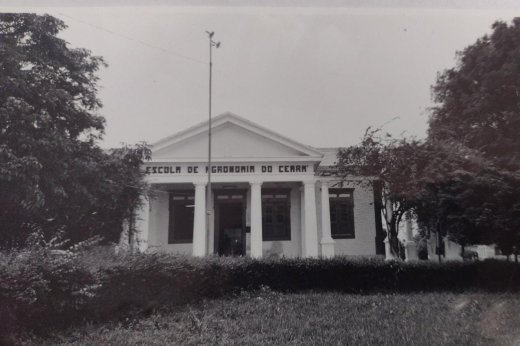 ESCOLA DE AGRONOMIA DO CEARÁ